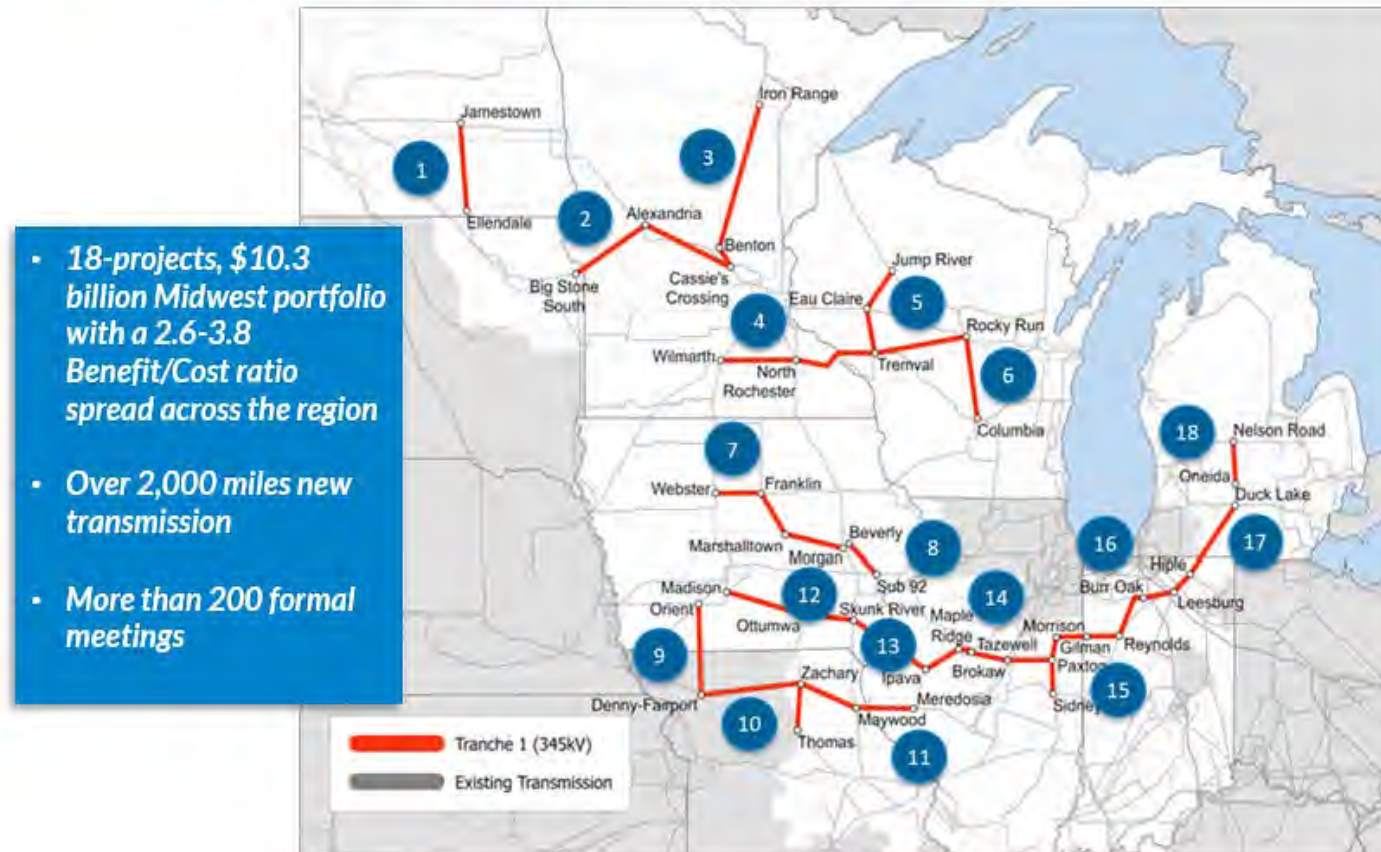 • 18-projects, $10.3
billion Midwest portfolio
with a 2.6-3.8
Benefit/Cost ratio
spread across the region
• Over 2,000 miles new
transmission
• More than 200 formal
meetings
Jamestown
1
Ellendale
Iron Range
3
2
Alexandria
Benton
Big Stone
South
Cassie's
Crossing
Jump River
Eau Claire
5
4
Rocky Run
Wilmarth
North
Rochester
Tremval
6
Columbia
7
Webster
Franklin
Marshalltown
Morgan
Beverly
8
Sub 92
18
Nelson Road
Oneida
Duck Lake
17
16
Hiple
Burr Oak
Leesburg
Madison
Orient
12
Ottumwa
Skunk River
13
14
Maple
Ridge
Tazewell
Ipava
Brokaw
Morrison
Gilman
Paxton
Reynolds
15
Sidney
9
Denny-Fairport
Zachary
10
Thomas
Maywood
Meredosia
11
Tranche 1 (345kV)
Existing Transmission